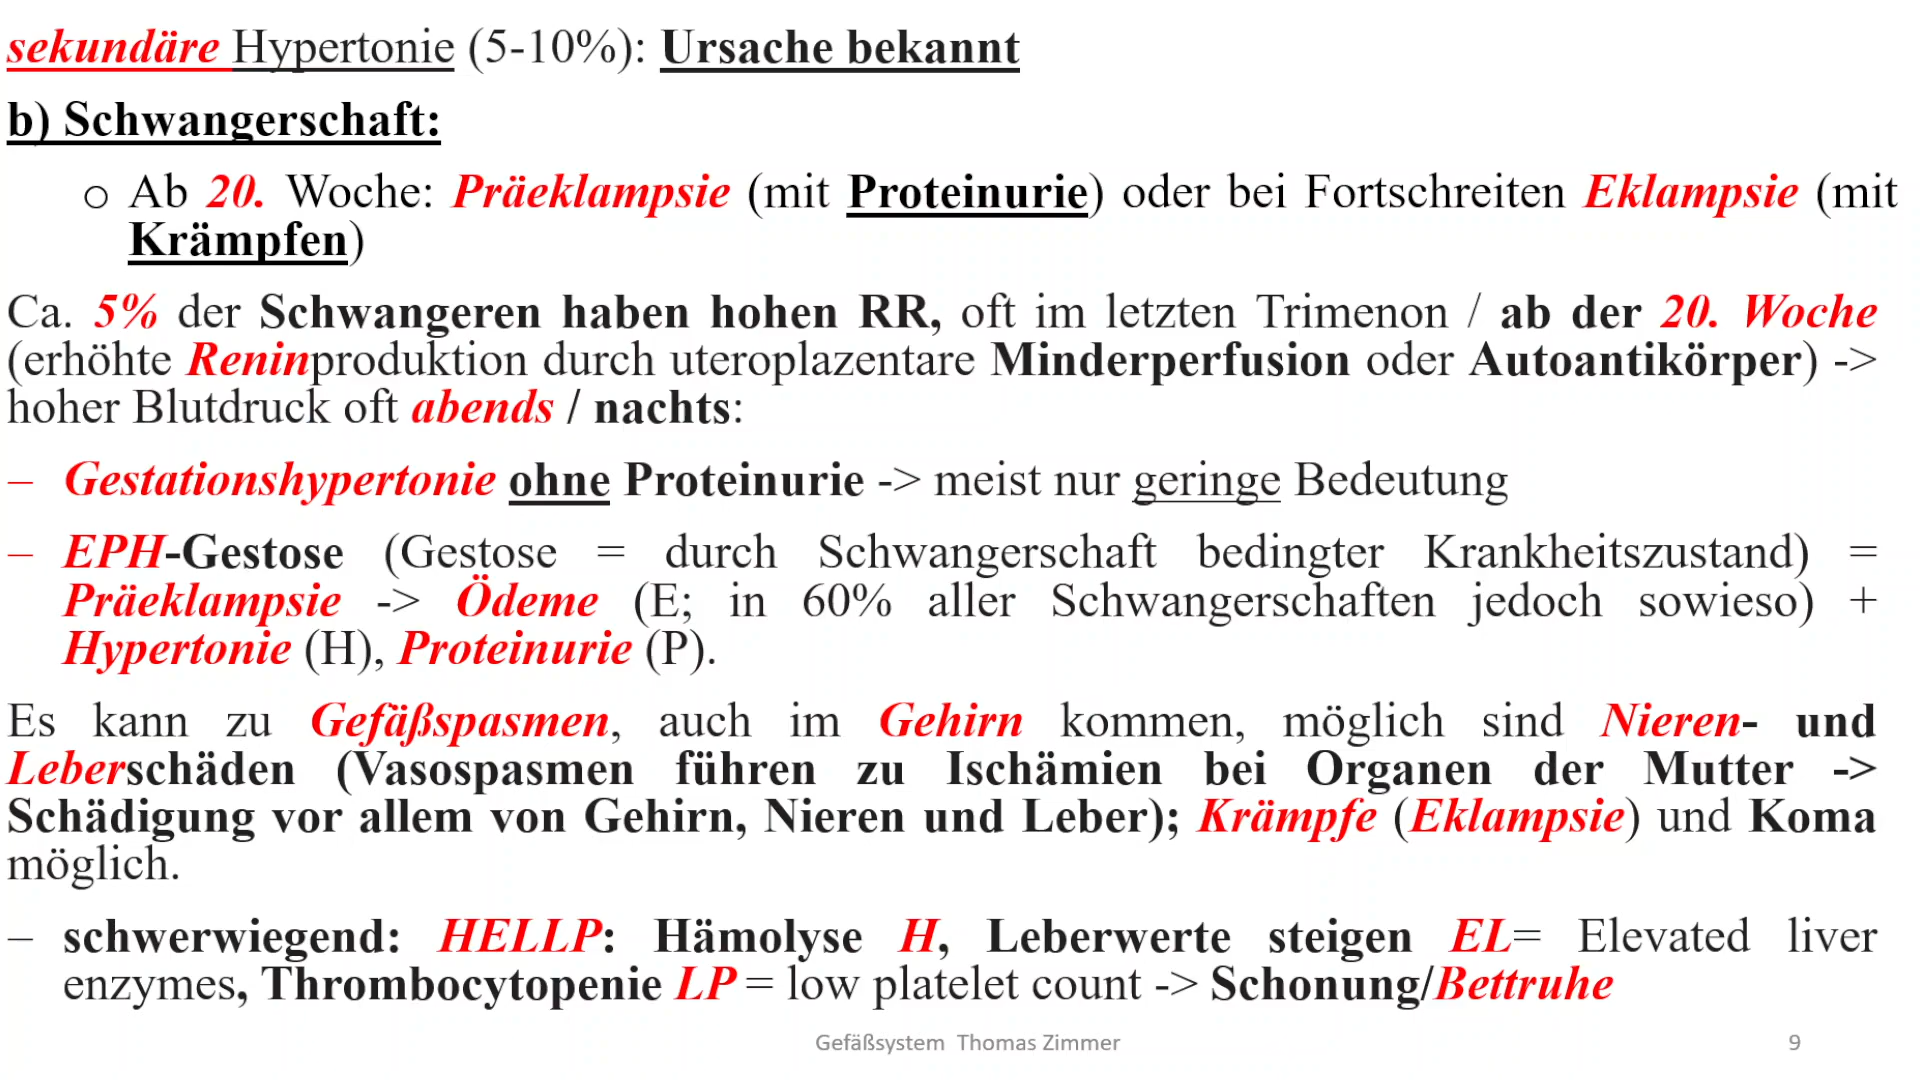 sekundäre Hypertonie (5-10%): Ursache bekannt
b) Schwangerschaft:
o Ab 20. Woche: Präeklampsie (mit Proteinurie) oder bei Fortschreiten Eklampsie (mit
Krämpfen)
Ca. 5% der Schwangeren haben hohen RR, oft im letzten Trimenon / ab der 20. Woche
(erhöhte Reninproduktion durch uteroplazentare Minderperfusion oder Autoantikörper) ->
hoher Blutdruck oft abends / nachts:
– Gestationshypertonie ohne Proteinurie -> meist nur geringe Bedeutung
– EPH-Gestose (Gestose = durch Schwangerschaft bedingter Krankheitszustand) =
Präeklampsie -> Ödeme (E; in 60% aller Schwangerschaften jedoch sowieso) +
Hypertonie (H), Proteinurie (P).
Es kann zu Gefäßspasmen, auch im Gehirn kommen, möglich sind Nieren- und
Leberschäden (Vasospasmen führen zu Ischämien bei Organen der Mutter ->
Schädigung vor allem von Gehirn, Nieren und Leber); Krämpfe (Eklampsie) und Koma
möglich.
– schwerwiegend: HELLP: Hämolyse H, Leberwerte steigen EL= Elevated liver
enzymes, Thrombocytopenie LP = low platelet count -> Schonung/Bettruhe
Gefäßsystem Thomas Zimmer
9